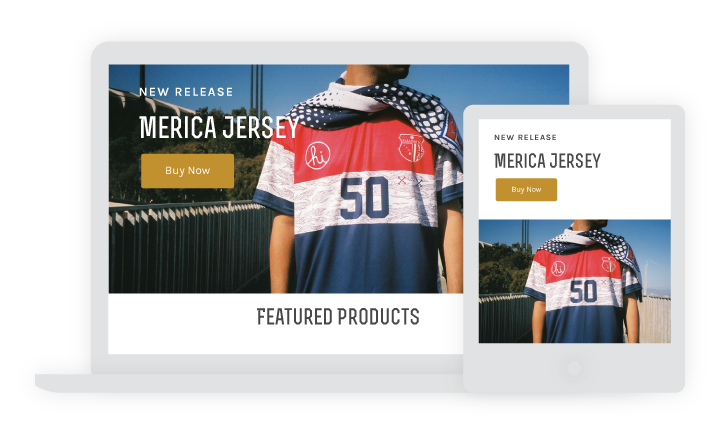 NEW RELEASE
MERICA JERSEY
Buy Now
hi
50
FEATURED PRODUCTS
NEW RELEASE
MERICA JERSEY
Buy Now
hi
50